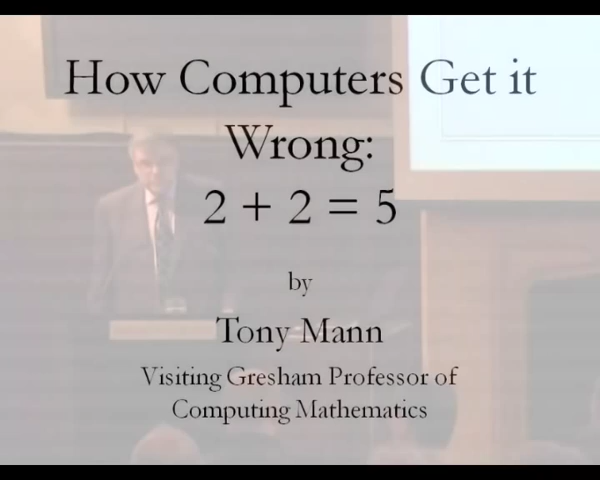 How Computers Get it
Wrong:
2 + 2 = 5
by
Tony Mann
Visiting Gresham Professor of
Computing Mathematics